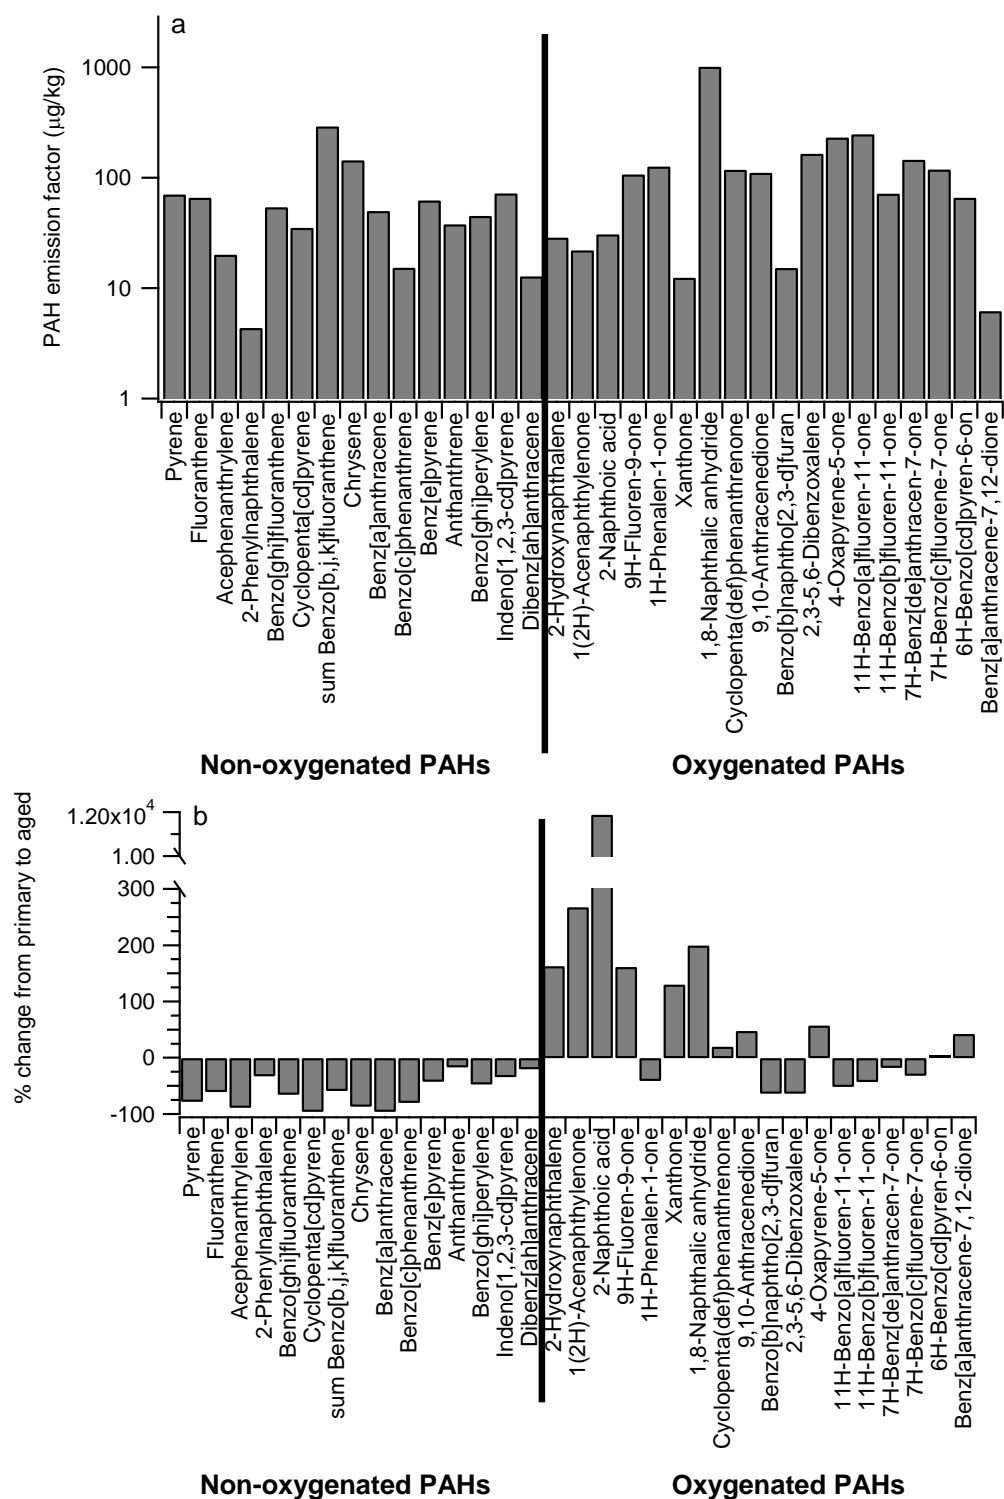 a
PAH emission factor (µg/kg)
1000
100
10
1
Pyrene
Fluoranthene
Acephenanthrylene
2-Phenylnaphthalene
Benzo[ghi]fluoranthene
Cyclopenta[cd]pyrene
sum Benzo[b,j,k]fluoranthene
Chrysene
Benz[a]anthracene
Benzo[c]phenanthrene
Benz[e]pyrene
Anthanthrene
Benzo[ghi]perylene
Indeno[1,2,3-cd]pyrene
Dibenz[ah]anthracene
2-Hydroxynaphthalene
1(2H)-Acenaphthylenone
2-Naphthoic acid
9H-Fluoren-9-one
1H-Phenalen-1-one
Xanthone
1,8-Naphthalic anhydride
Cyclopenta(def)phenanthrenone
9,10-Anthracenedione
Benzo[b]naphtho[2,3-d]furan
2,3-5,6-Dibenzoxalene
4-Oxapyrene-5-one
11H-Benzo[a]fluoren-11-one
11H-Benzo[b]fluoren-11-one
7H-Benz[de]anthracen-7-one
7H-Benzo[c]fluorene-7-one
6H-Benzo[cd]pyren-6-on
Benz[a]anthracene-7,12-dione
Non-oxygenated PAHs
Oxygenated PAHs
b
% change from primary to aged
1.20x10⁴
1.00
300
200
100
0
-100
Pyrene
Fluoranthene
Acephenanthrylene
2-Phenylnaphthalene
Benzo[ghi]fluoranthene
Cyclopenta[cd]pyrene
sum Benzo[b,j,k]fluoranthene
Chrysene
Benz[a]anthracene
Benzo[c]phenanthrene
Benz[e]pyrene
Anthanthrene
Benzo[ghi]perylene
Indeno[1,2,3-cd]pyrene
Dibenz[ah]anthracene
2-Hydroxynaphthalene
1(2H)-Acenaphthylenone
2-Naphthoic acid
9H-Fluoren-9-one
1H-Phenalen-1-one
Xanthone
1,8-Naphthalic anhydride
Cyclopenta(def)phenanthrenone
9,10-Anthracenedione
Benzo[b]naphtho[2,3-d]furan
2,3-5,6-Dibenzoxalene
4-Oxapyrene-5-one
11H-Benzo[a]fluoren-11-one
11H-Benzo[b]fluoren-11-one
7H-Benz[de]anthracen-7-one
7H-Benzo[c]fluorene-7-one
6H-Benzo[cd]pyren-6-on
Benz[a]anthracene-7,12-dione
Non-oxygenated PAHs
Oxygenated PAHs